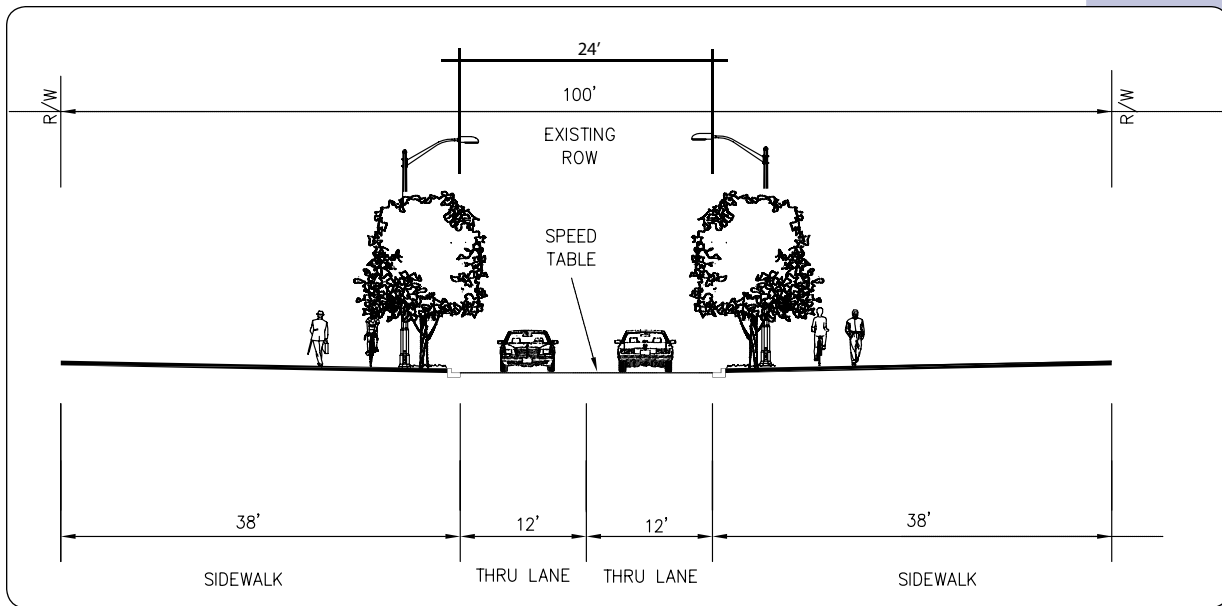 24'
100'
R/W
R/W
EXISTING
ROW
SPEED
TABLE
38'
12'
12'
38'
SIDEWALK
THRU LANE
THRU LANE
SIDEWALK